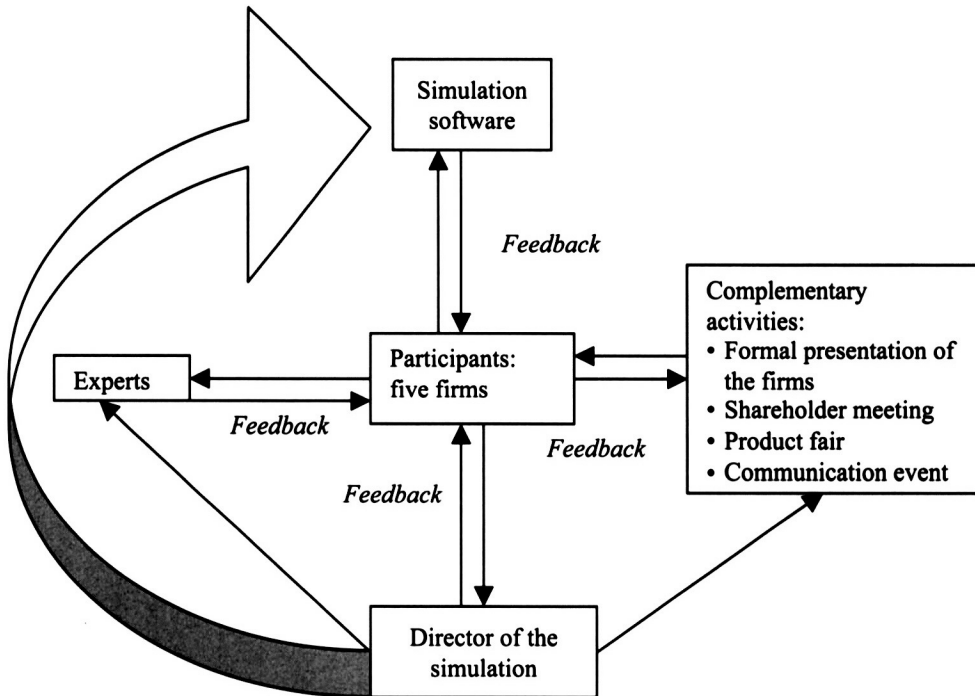 Simulation
software
Feedback
Complementary
activities:
• Formal presentation of
the firms
• Shareholder meeting
• Product fair
• Communication event
Participants:
five firms
Experts
Feedback
Feedback
Feedback
Director of the
simulation